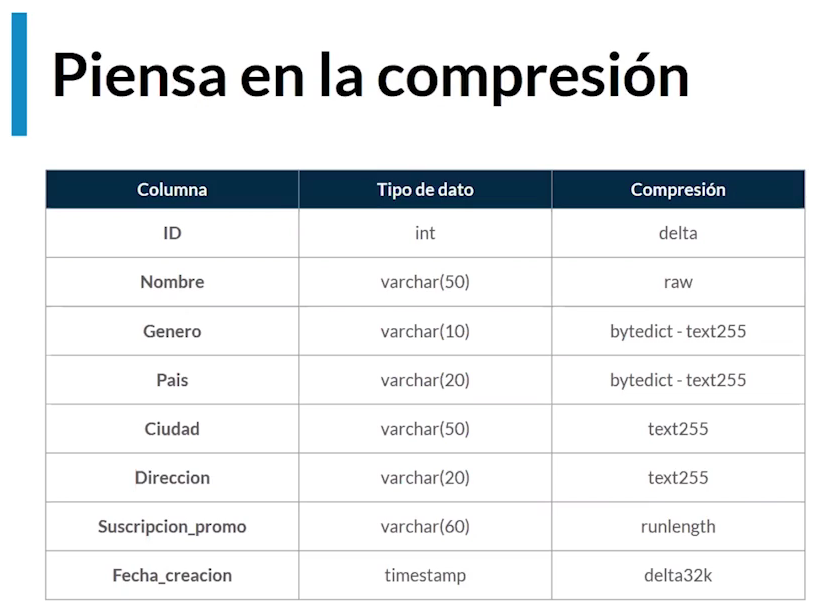 Piensa en la compresión
Columna Tipo de dato Compresión
ID int delta
Nombre varchar(50) raw
Genero varchar(10) bytedict - text255
Pais varchar(20) bytedict - text255
Ciudad varchar(50) text255
Direccion varchar(20) text255
Suscripcion_promo varchar(60) runlength
Fecha_creacion timestamp delta32k